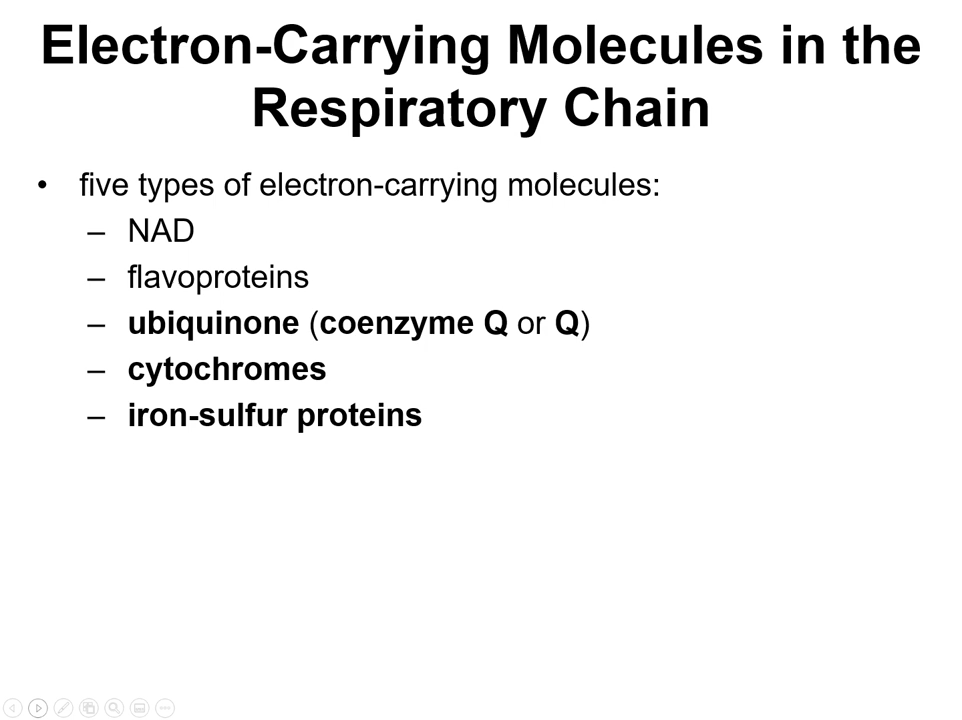 Electron-Carrying Molecules in the
Respiratory Chain
• five types of electron-carrying molecules:
– NAD
– flavoproteins
– ubiquinone (coenzyme Q or Q)
– cytochromes
– iron-sulfur proteins